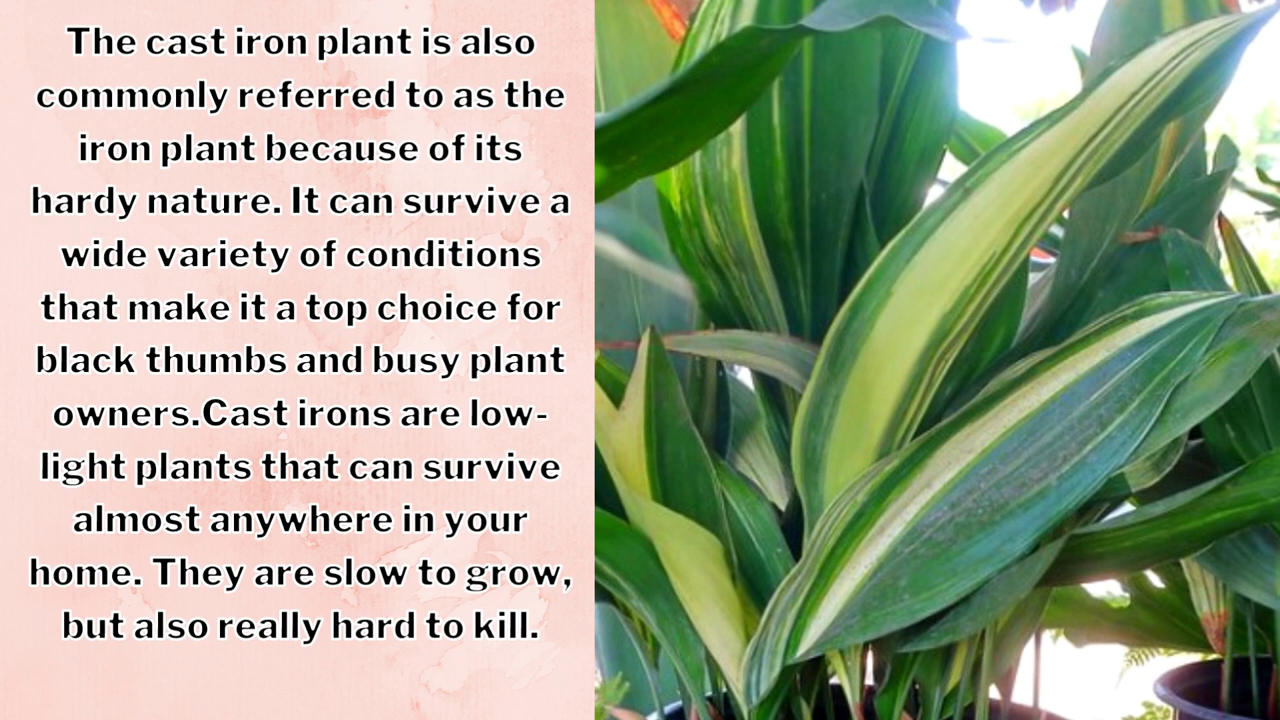 The cast iron plant is also
commonly referred to as the
iron plant because of its
hardy nature. It can survive a
wide variety of conditions
that make it a top choice for
black thumbs and busy plant
owners.Cast irons are low-
light plants that can survive
almost anywhere in your
home. They are slow to grow,
but also really hard to kill.